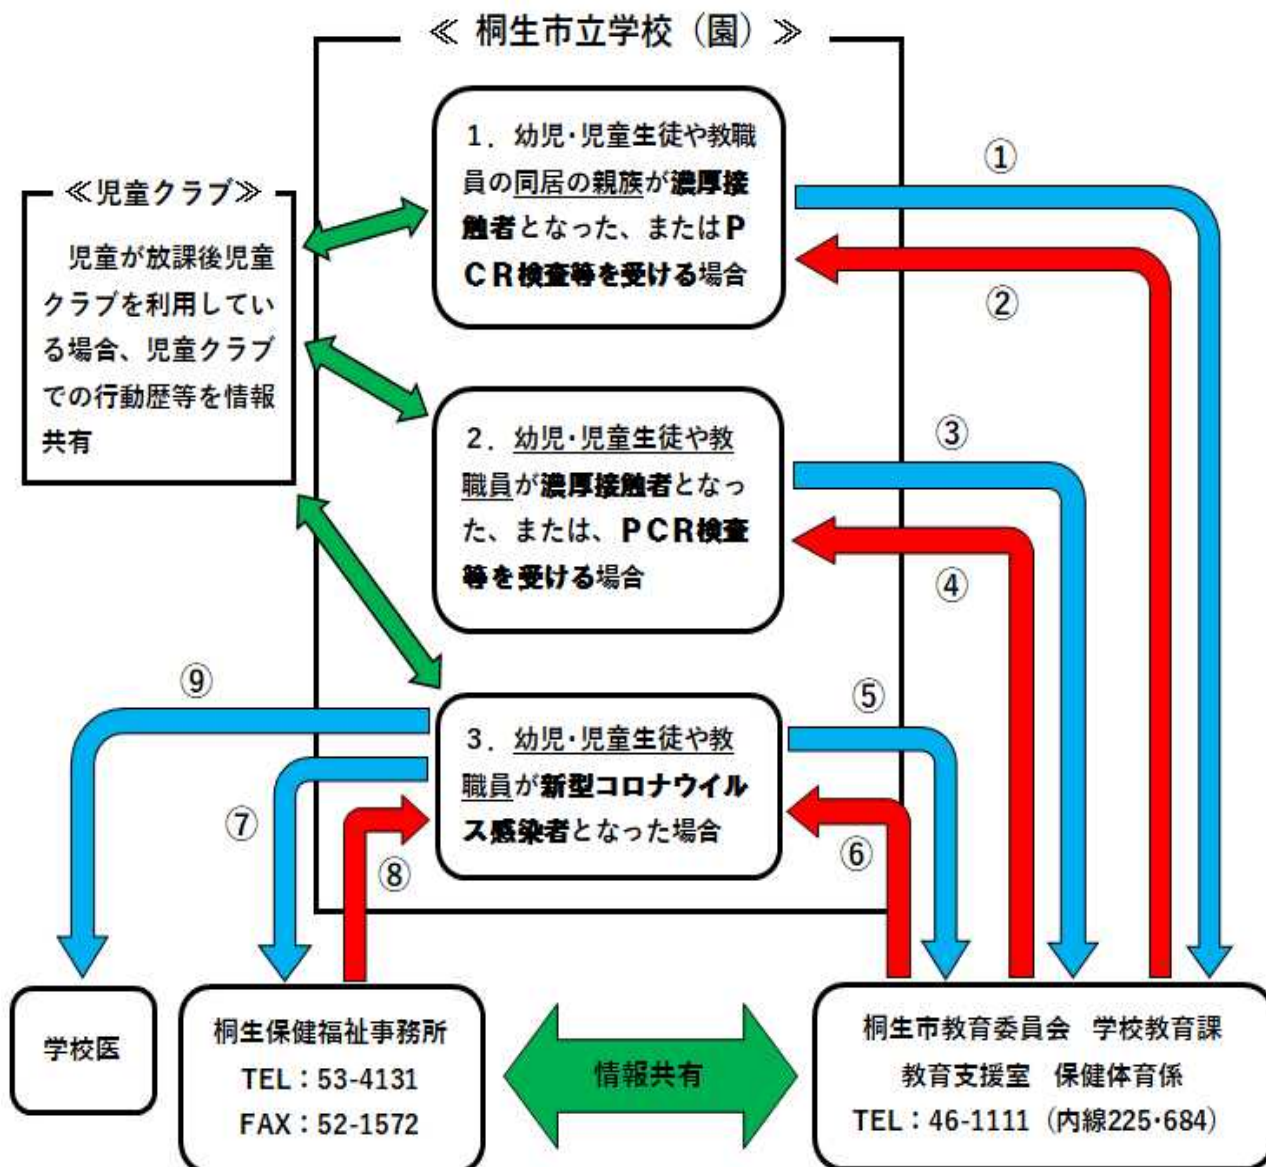 ≪ 桐生市立学校（園）≫
1．幼児・児童生徒や教職
員の同居の親族が濃厚接
触者となった、またはＰ
ＣＲ検査等を受ける場合
①
②
≪児童クラブ≫
児童が放課後児童
クラブを利用してい
る場合、児童クラブ
での行動歴等を情報
共有
2．幼児・児童生徒や教
職員が濃厚接触者となっ
た、または、ＰＣＲ検査
等を受ける場合
③
④
3．幼児・児童生徒や教
職員が新型コロナウイル
ス感染者となった場合
⑤
⑥
⑨
⑦
⑧
学校医
桐生保健福祉事務所
TEL：53-4131
FAX：52-1572
情報共有
桐生市教育委員会　学校教育課
教育支援室　保健体育係
TEL：46-1111（内線225・684）